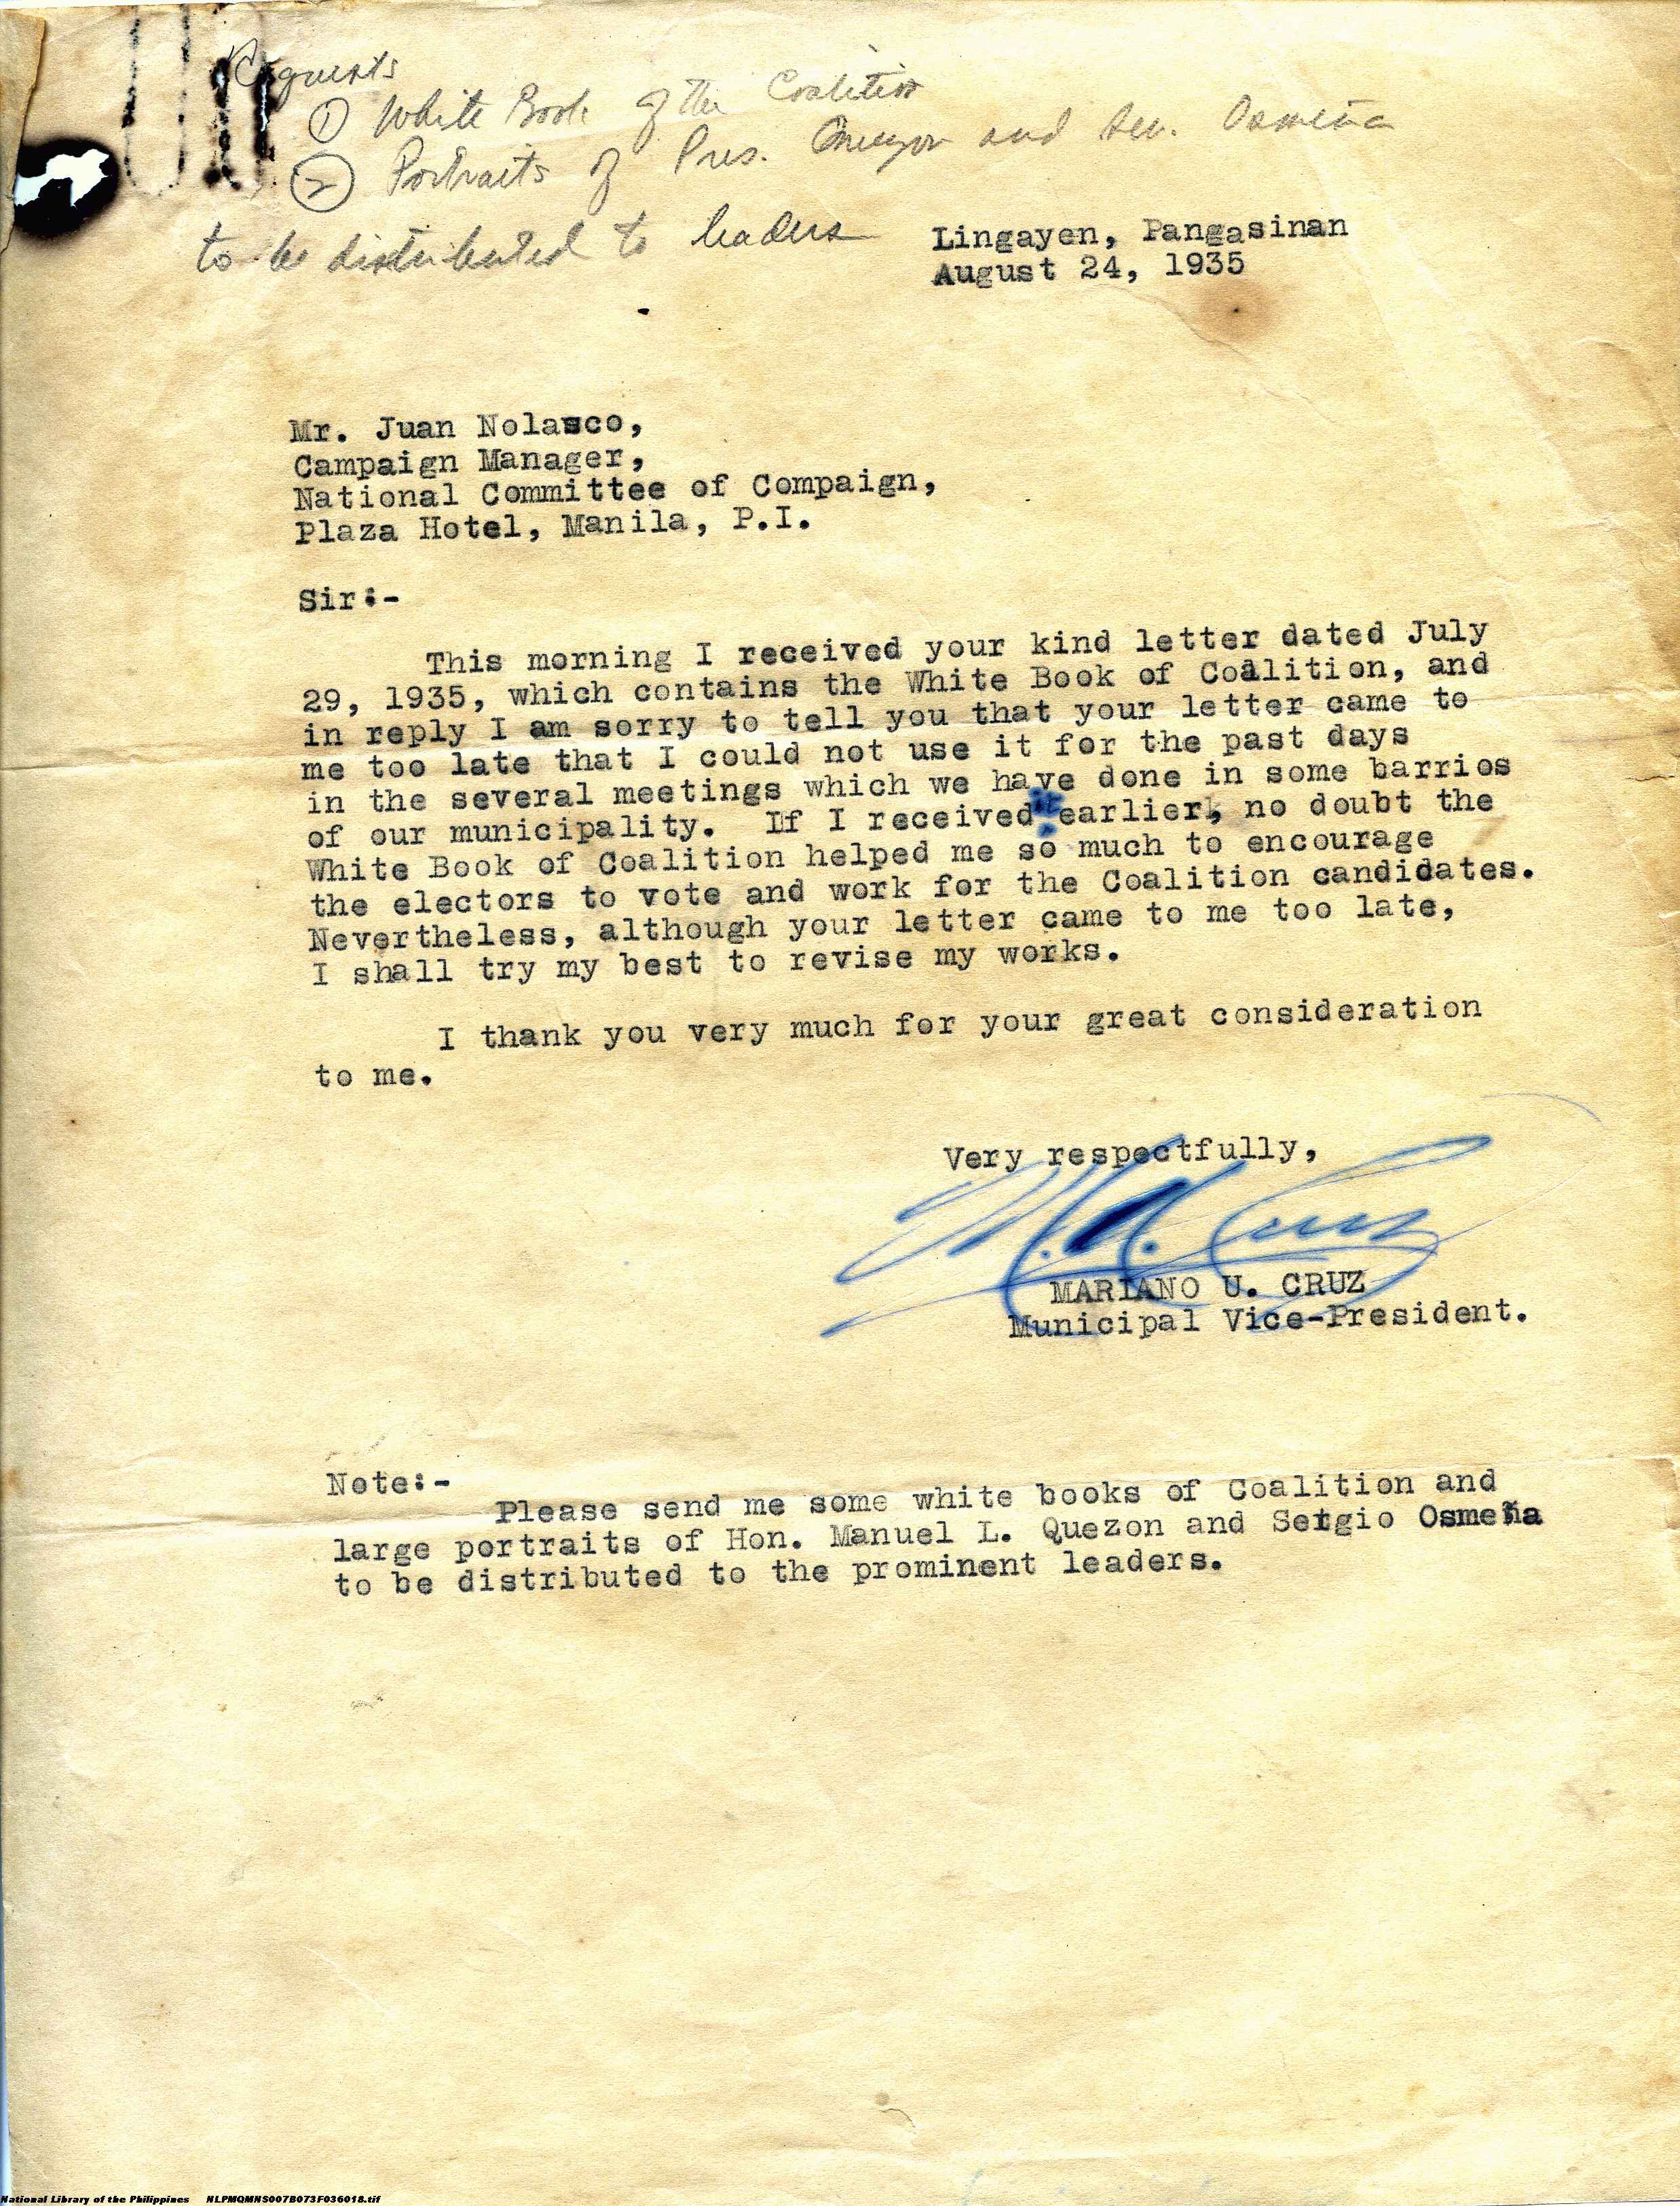 Requests
① White Book of the Coalition
② Portraits of Pres. Quezon and Sen. Osmeña
to be distributed to leaders
Lingayen, Pangasinan
August 24, 1935
Mr. Juan Nolasco,
Campaign Manager,
National Committee of Compaign,
Plaza Hotel, Manila, P.I.
Sir:-
This morning I received your kind letter dated July
29, 1935, which contains the White Book of Coalition, and
in reply I am sorry to tell you that your letter came to
me too late that I could not use it for the past days
in the several meetings which we have done in some barrios
of our municipality. If I received it earlier, no doubt the
White Book of Coalition helped me so much to encourage
the electors to vote and work for the Coalition candidates.
Nevertheless, although your letter came to me too late,
I shall try my best to revise my works.
I thank you very much for your great consideration
to me.
Very respectfully,
M.U. Cruz
MARIANO U. CRUZ
Municipal Vice-President.
Note:-
Please send me some white books of Coalition and
large portraits of Hon. Manuel L. Quezon and Sergio Osmeña
to be distributed to the prominent leaders.
National Library of the Philippines NLPMQMNS007B073F036018.tif